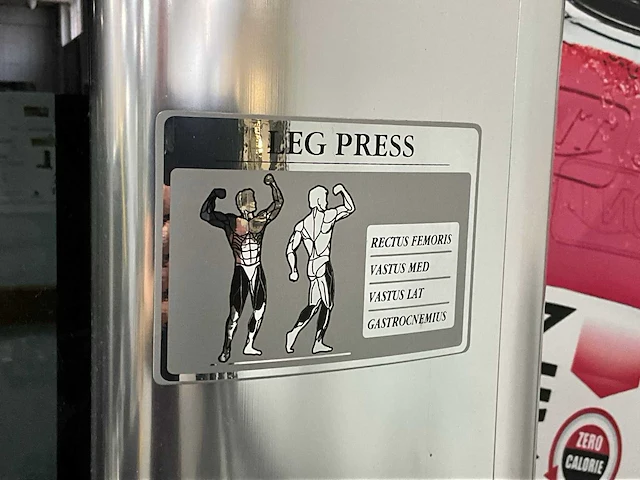 LEG PRESS
RECTUS FEMORIS
VASTUS MED
VASTUS LAT
GASTROCNEMIUS
ZERO
CALORIE